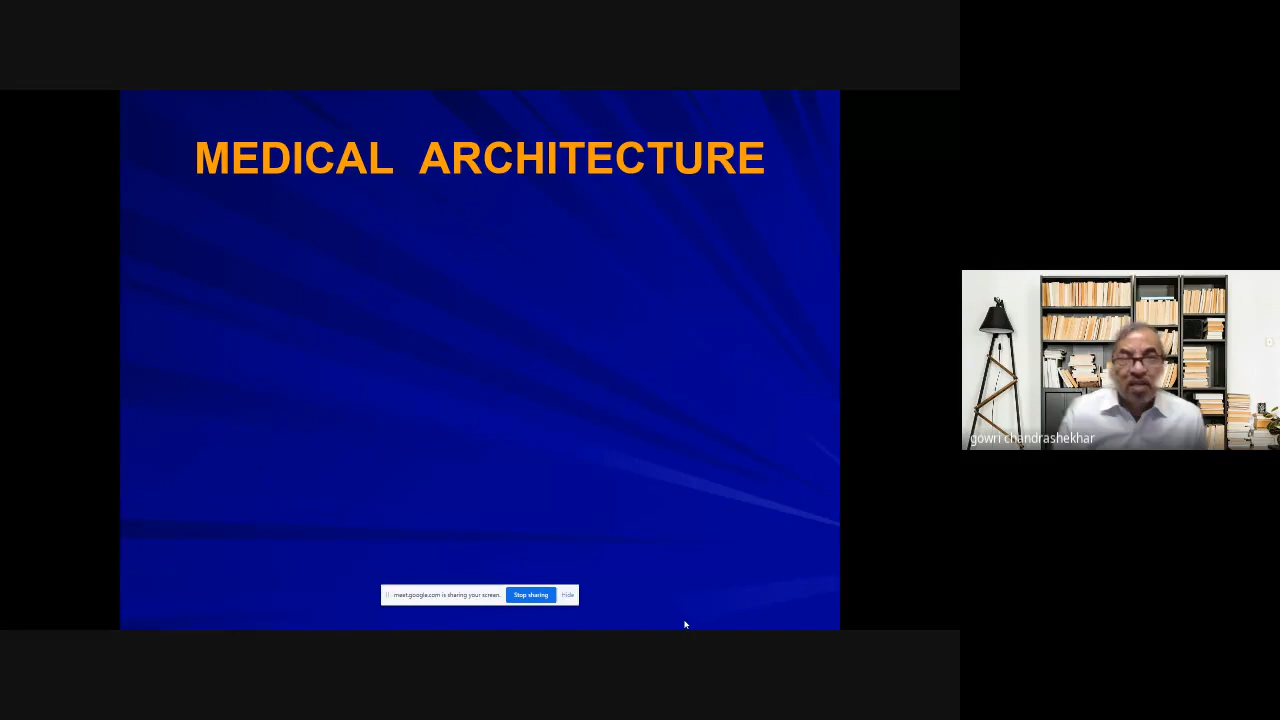 MEDICAL ARCHITECTURE
gowri chandrashekhar
meet.google.com is sharing your screen. Stop sharing Hide